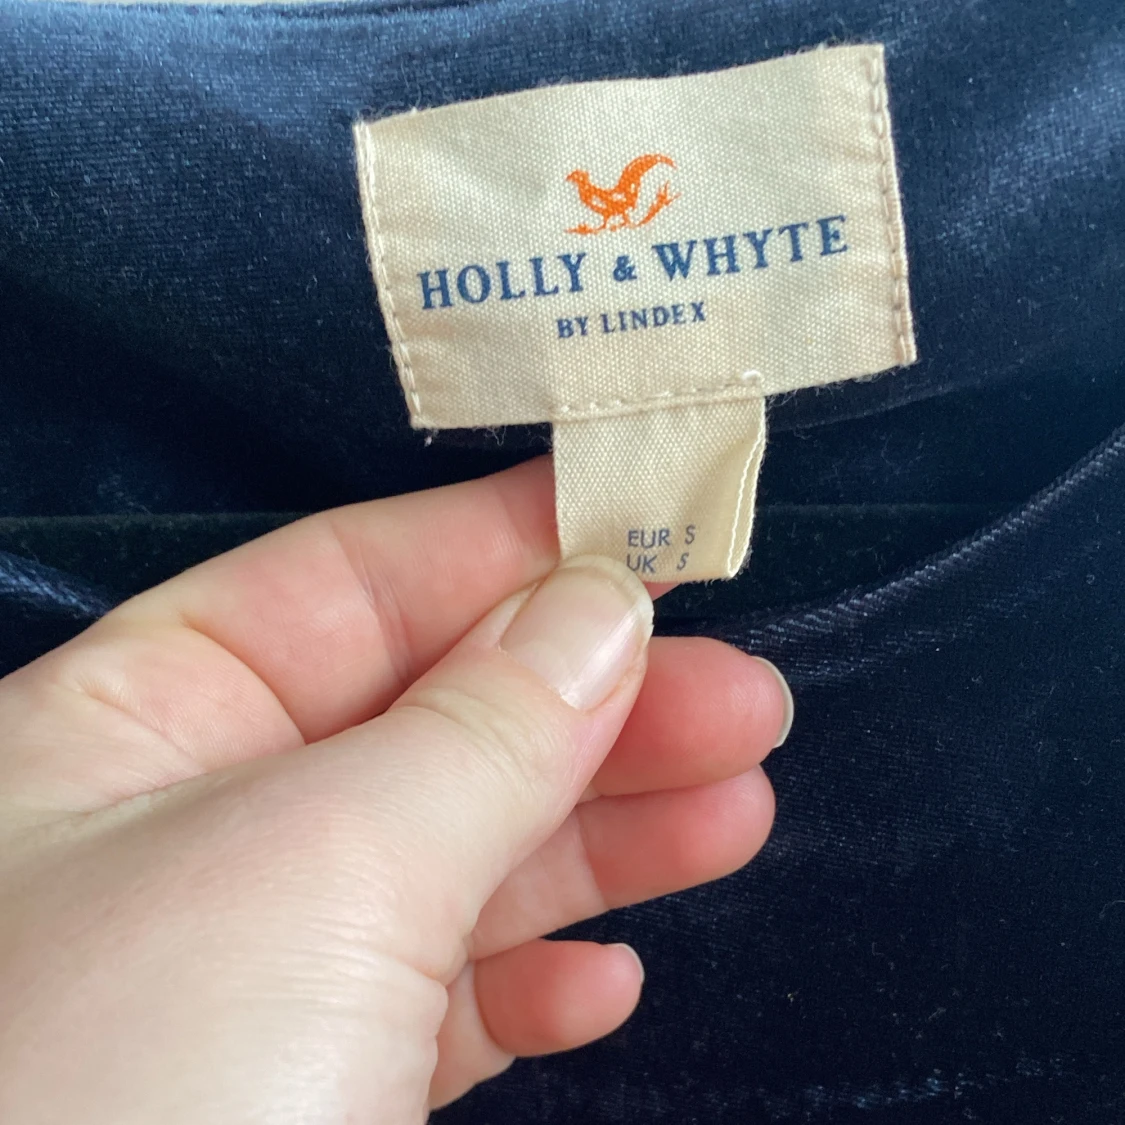 HOLLY & WHYTE
BY LINDEX
EUR S
UK S